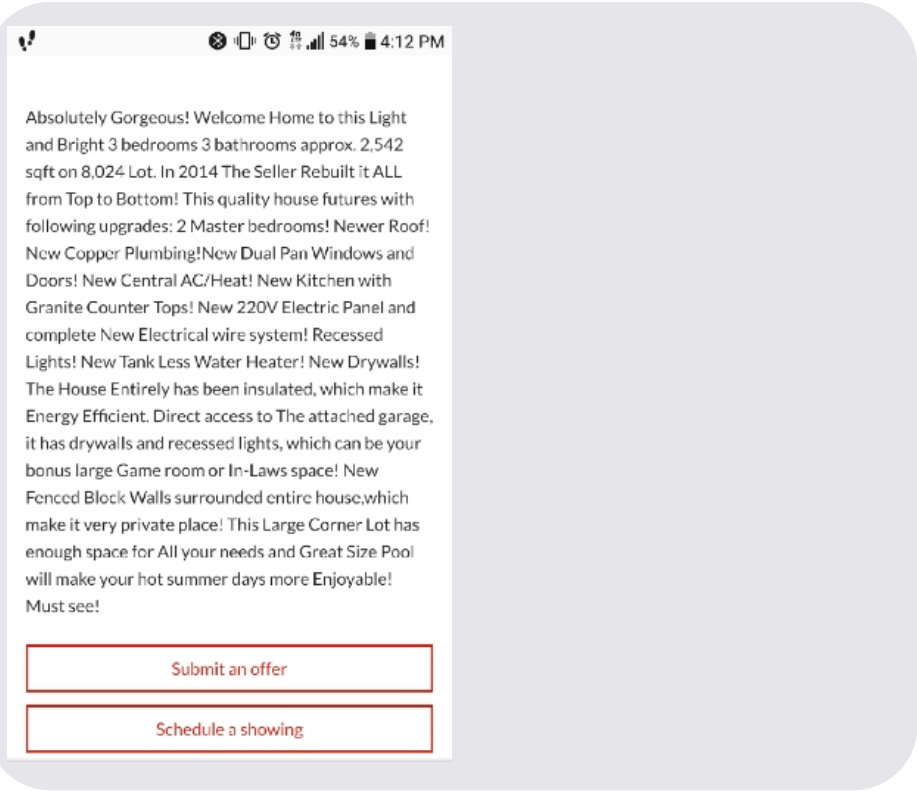 54% 4:12 PM
Absolutely Gorgeous! Welcome Home to this Light
and Bright 3 bedrooms 3 bathrooms approx. 2,542
sqft on 8,024 Lot. In 2014 The Seller Rebuilt it ALL
from Top to Bottom! This quality house futures with
following upgrades: 2 Master bedrooms! Newer Roof!
New Copper Plumbing!New Dual Pan Windows and
Doors! New Central AC/Heat! New Kitchen with
Granite Counter Tops! New 220V Electric Panel and
complete New Electrical wire system! Recessed
Lights! New Tank Less Water Heater! New Drywalls!
The House Entirely has been insulated, which make it
Energy Efficient. Direct access to The attached garage,
it has drywalls and recessed lights, which can be your
bonus large Game room or In-Laws space! New
Fenced Block Walls surrounded entire house,which
make it very private place! This Large Corner Lot has
enough space for All your needs and Great Size Pool
will make your hot summer days more Enjoyable!
Must see!
Submit an offer
Schedule a showing